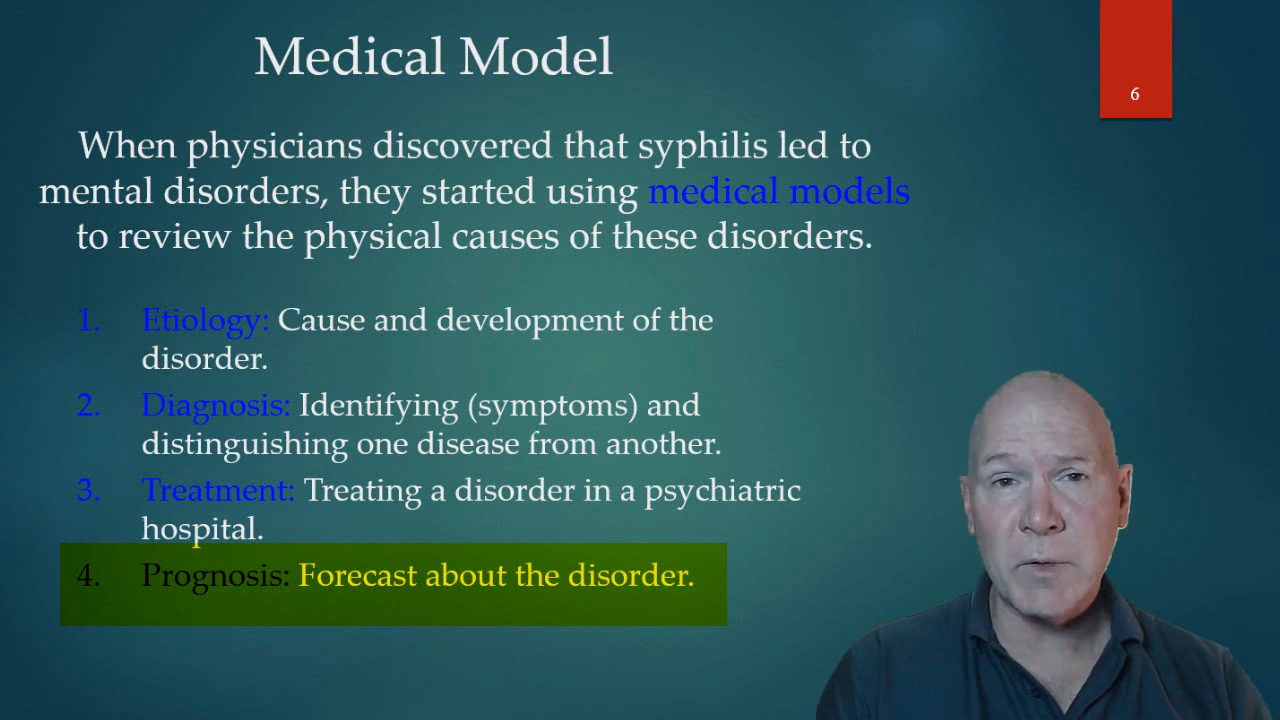 Medical Model
6
When physicians discovered that syphilis led to
mental disorders, they started using medical models
to review the physical causes of these disorders.
1. Etiology: Cause and development of the
disorder.
2. Diagnosis: Identifying (symptoms) and
distinguishing one disease from another.
3. Treatment: Treating a disorder in a psychiatric
hospital.
4. Prognosis: Forecast about the disorder.